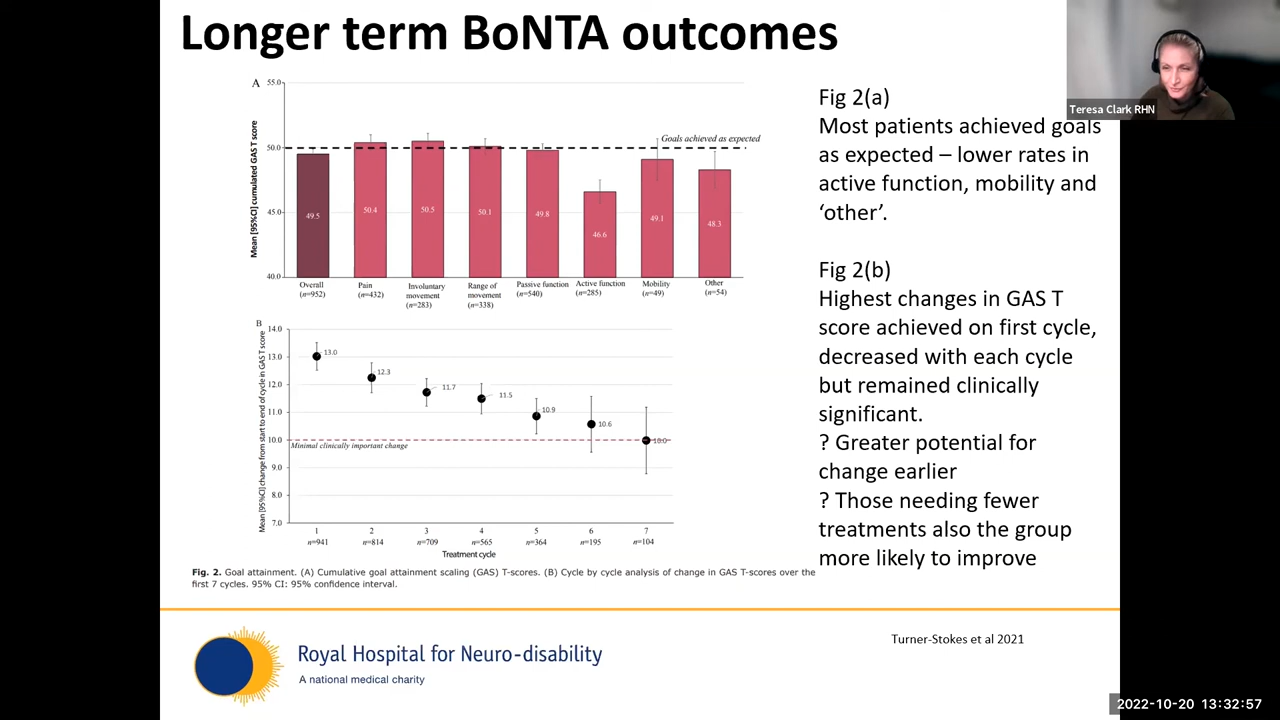 Longer term BoNTA outcomes
Teresa Clark RHN
A
55.0
50.0
45.0
40.0
Mean [95%CI] cumulated GAS T score
Goals achieved as expected
49.5
50.4
50.5
50.1
49.8
46.6
49.1
48.3
Overall
(n=952)
Pain
(n=432)
Involuntary
movement
(n=283)
Range of
movement
(n=338)
Passive function
(n=540)
Active function
(n=285)
Mobility
(n=49)
Other
(n=54)
B
14.0
13.0
12.0
11.0
10.0
9.0
8.0
7.0
Mean [95%CI] change from start to end of cycle in GAS T score
13.0
12.3
11.7
11.5
10.9
10.6
10.0
Minimal clinically important change
1 2 3 4 5 6 7
n=941 n=814 n=709 n=565 n=364 n=195 n=104
Treatment cycle
Fig. 2. Goal attainment. (A) Cumulative goal attainment scaling (GAS) T-scores. (B) Cycle by cycle analysis of change in GAS T-scores over the
first 7 cycles. 95% CI: 95% confidence interval.
Fig 2(a)
Most patients achieved goals
as expected – lower rates in
active function, mobility and
‘other’.
Fig 2(b)
Highest changes in GAS T
score achieved on first cycle,
decreased with each cycle
but remained clinically
significant.
? Greater potential for
change earlier
? Those needing fewer
treatments also the group
more likely to improve
Royal Hospital for Neuro-disability
A national medical charity
Turner-Stokes et al 2021
2022-10-20 13:32:57